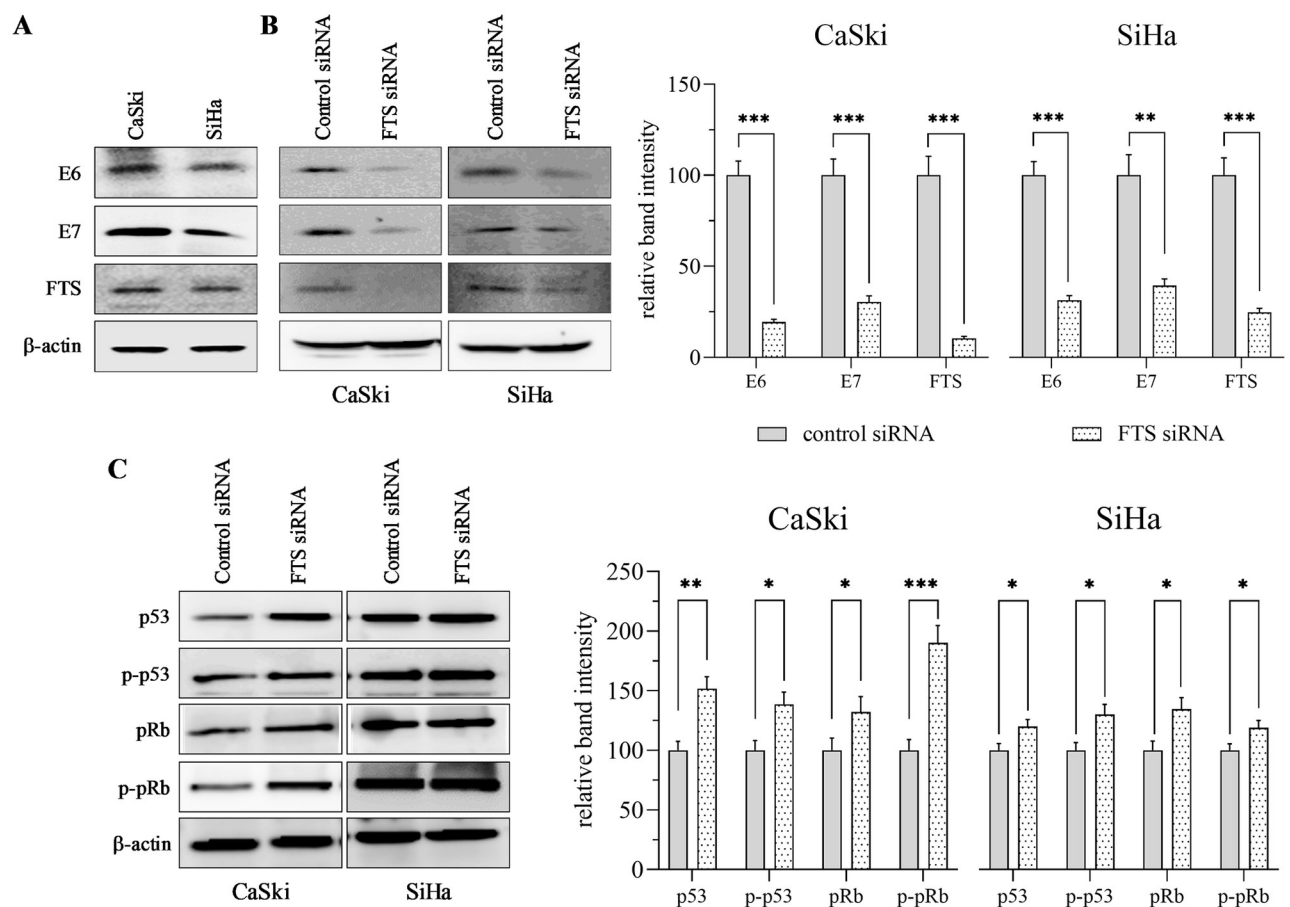 A
B
CaSki
SiHa
Control siRNA
FTS siRNA
Control siRNA
FTS siRNA
E6
E7
FTS
β-actin
CaSki
SiHa
CaSki
SiHa
relative band intensity
150
100
50
0
***
***
***
***
**
***
E6
E7
FTS
E6
E7
FTS
control siRNA
FTS siRNA
C
Control siRNA
FTS siRNA
Control siRNA
FTS siRNA
p53
p-p53
pRb
p-pRb
β-actin
CaSki
SiHa
CaSki
SiHa
relative band intensity
250
200
150
100
50
0
**
*
*
***
*
*
*
*
p53
p-p53
pRb
p-pRb
p53
p-p53
pRb
p-pRb